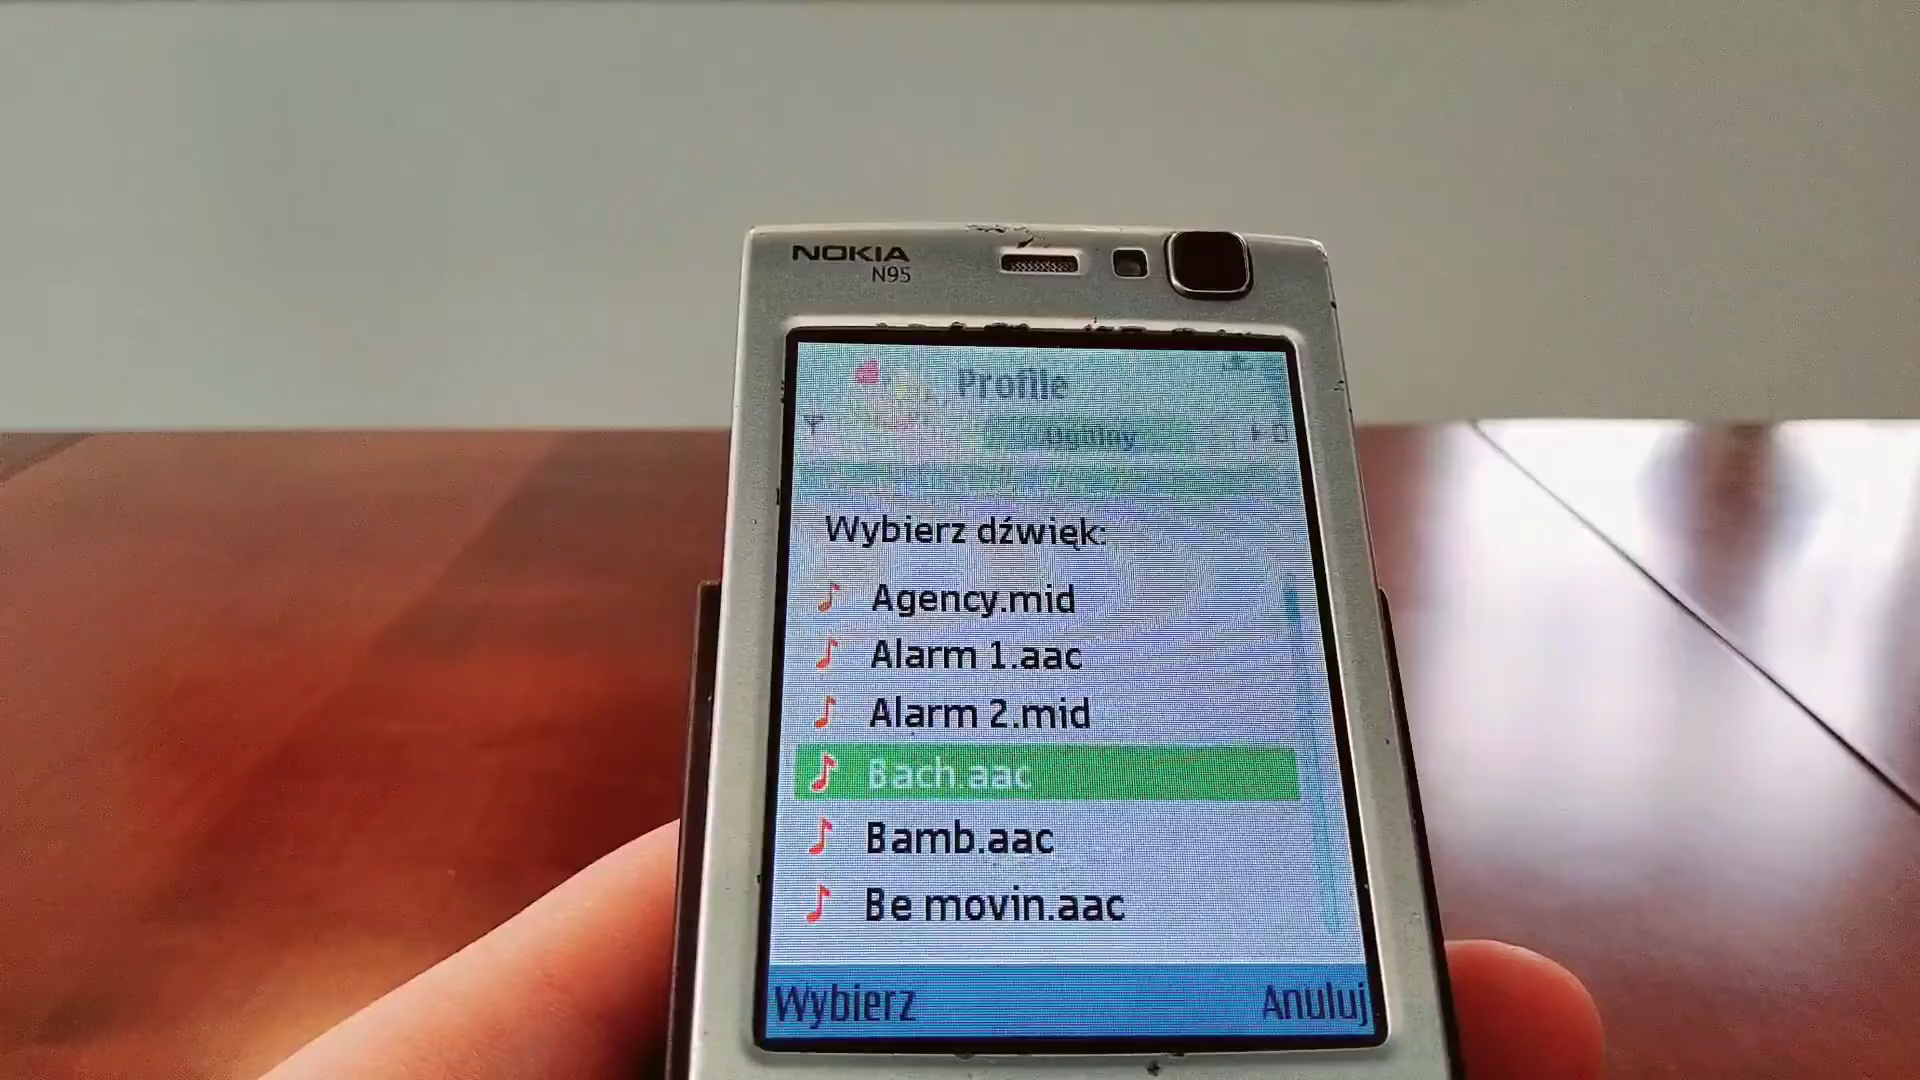 NOKIA
N95
Profile
Ogólny
Wybierz dźwięk:
Agency.mid
Alarm 1.aac
Alarm 2.mid
Bach.aac
Bamb.aac
Be movin.aac
Wybierz
Anuluj